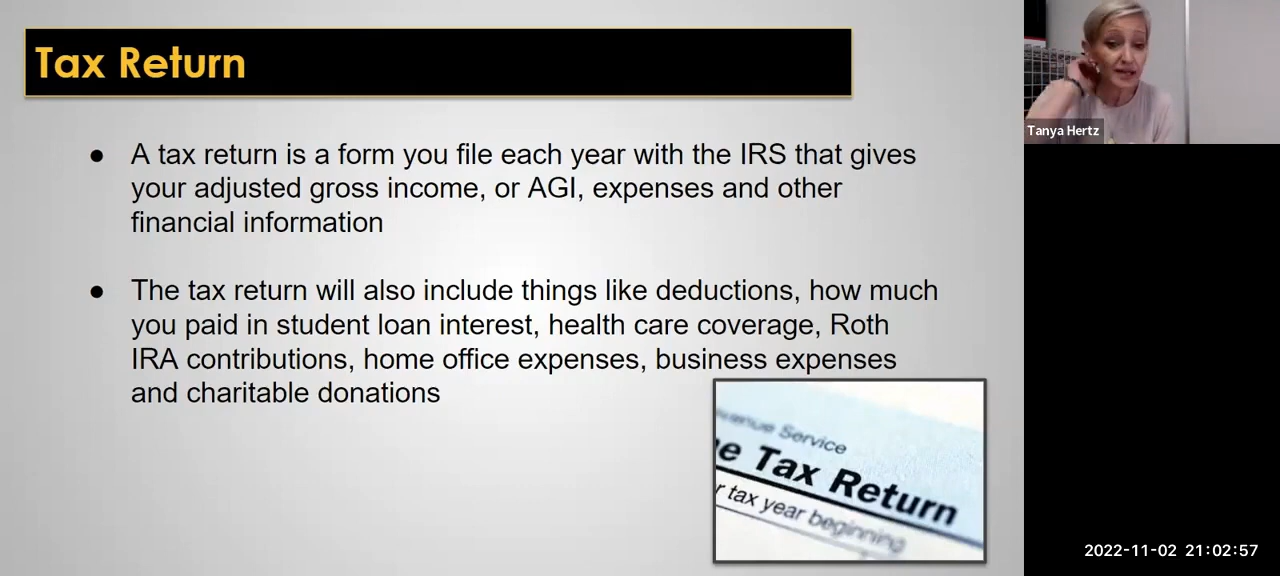 Tax Return
● A tax return is a form you file each year with the IRS that gives
your adjusted gross income, or AGI, expenses and other
financial information
● The tax return will also include things like deductions, how much
you paid in student loan interest, health care coverage, Roth
IRA contributions, home office expenses, business expenses
and charitable donations
Service
e Tax Return
r tax year beginning
Tanya Hertz
2022-11-02 21:02:57